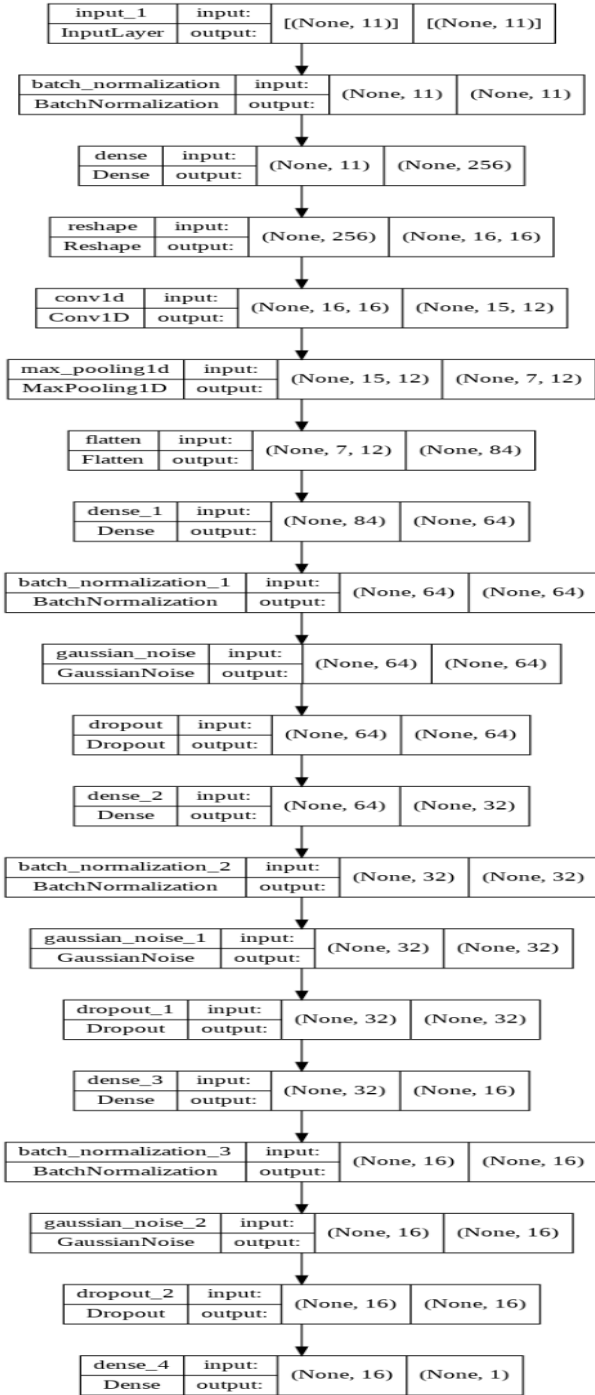 input_1 input: [(None, 11)] [(None, 11)]
InputLayer output:
batch_normalization input: (None, 11) (None, 11)
BatchNormalization output:
dense input: (None, 11) (None, 256)
Dense output:
reshape input: (None, 256) (None, 16, 16)
Reshape output:
conv1d input: (None, 16, 16) (None, 15, 12)
Conv1D output:
max_pooling1d input: (None, 15, 12) (None, 7, 12)
MaxPooling1D output:
flatten input: (None, 7, 12) (None, 84)
Flatten output:
dense_1 input: (None, 84) (None, 64)
Dense output:
batch_normalization_1 input: (None, 64) (None, 64)
BatchNormalization output:
gaussian_noise input: (None, 64) (None, 64)
GaussianNoise output:
dropout input: (None, 64) (None, 64)
Dropout output:
dense_2 input: (None, 64) (None, 32)
Dense output:
batch_normalization_2 input: (None, 32) (None, 32)
BatchNormalization output:
gaussian_noise_1 input: (None, 32) (None, 32)
GaussianNoise output:
dropout_1 input: (None, 32) (None, 32)
Dropout output:
dense_3 input: (None, 32) (None, 16)
Dense output:
batch_normalization_3 input: (None, 16) (None, 16)
BatchNormalization output:
gaussian_noise_2 input: (None, 16) (None, 16)
GaussianNoise output:
dropout_2 input: (None, 16) (None, 16)
Dropout output:
dense_4 input: (None, 16) (None, 1)
Dense output: